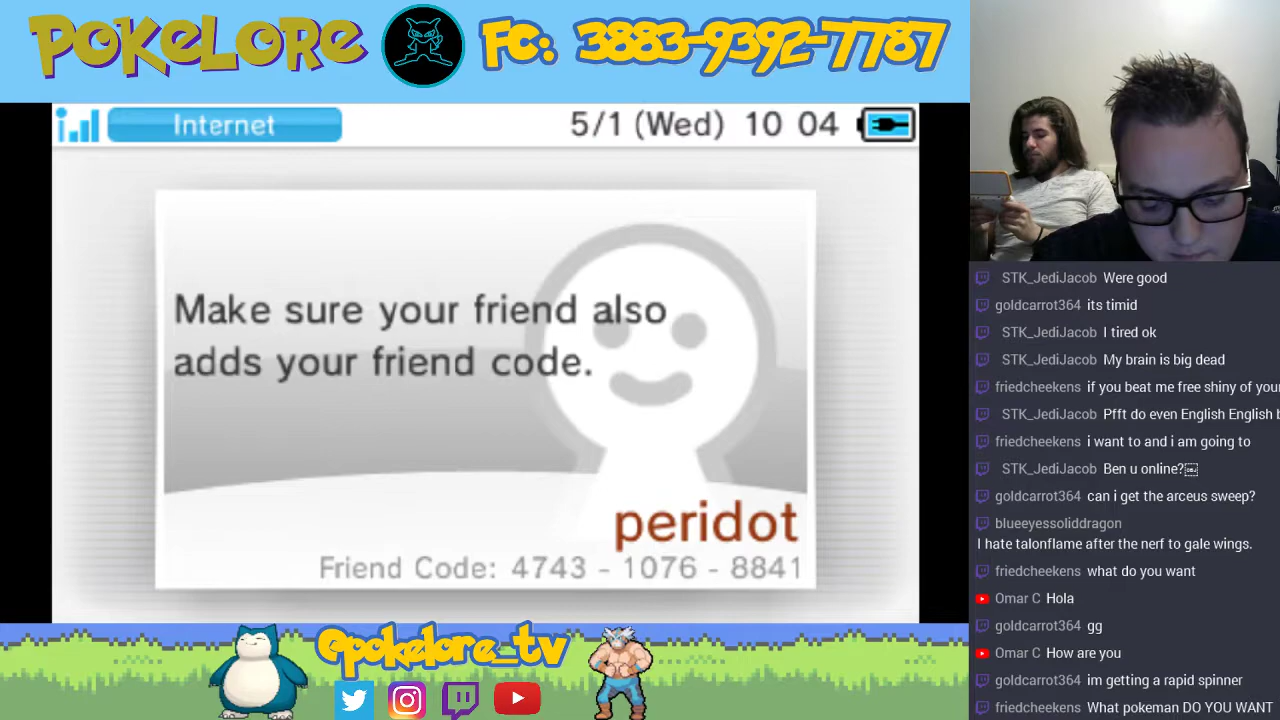 POKELORE FC: 3883-9392-7787
Internet 5/1 (Wed) 10 04
Make sure your friend also
adds your friend code.
peridot
Friend Code: 4743 - 1076 - 8841
@pokelore_tv
STK_JediJacob Were good
goldcarrot364 its timid
STK_JediJacob I tired ok
STK_JediJacob My brain is big dead
friedcheekens if you beat me free shiny of your
STK_JediJacob Pfft do even English English b
friedcheekens i want to and i am going to
STK_JediJacob Ben u online?
goldcarrot364 can i get the arceus sweep?
blueeyessoliddragon
I hate talonflame after the nerf to gale wings.
friedcheekens what do you want
Omar C Hola
goldcarrot364 gg
Omar C How are you
goldcarrot364 im getting a rapid spinner
friedcheekens What pokeman DO YOU WANT